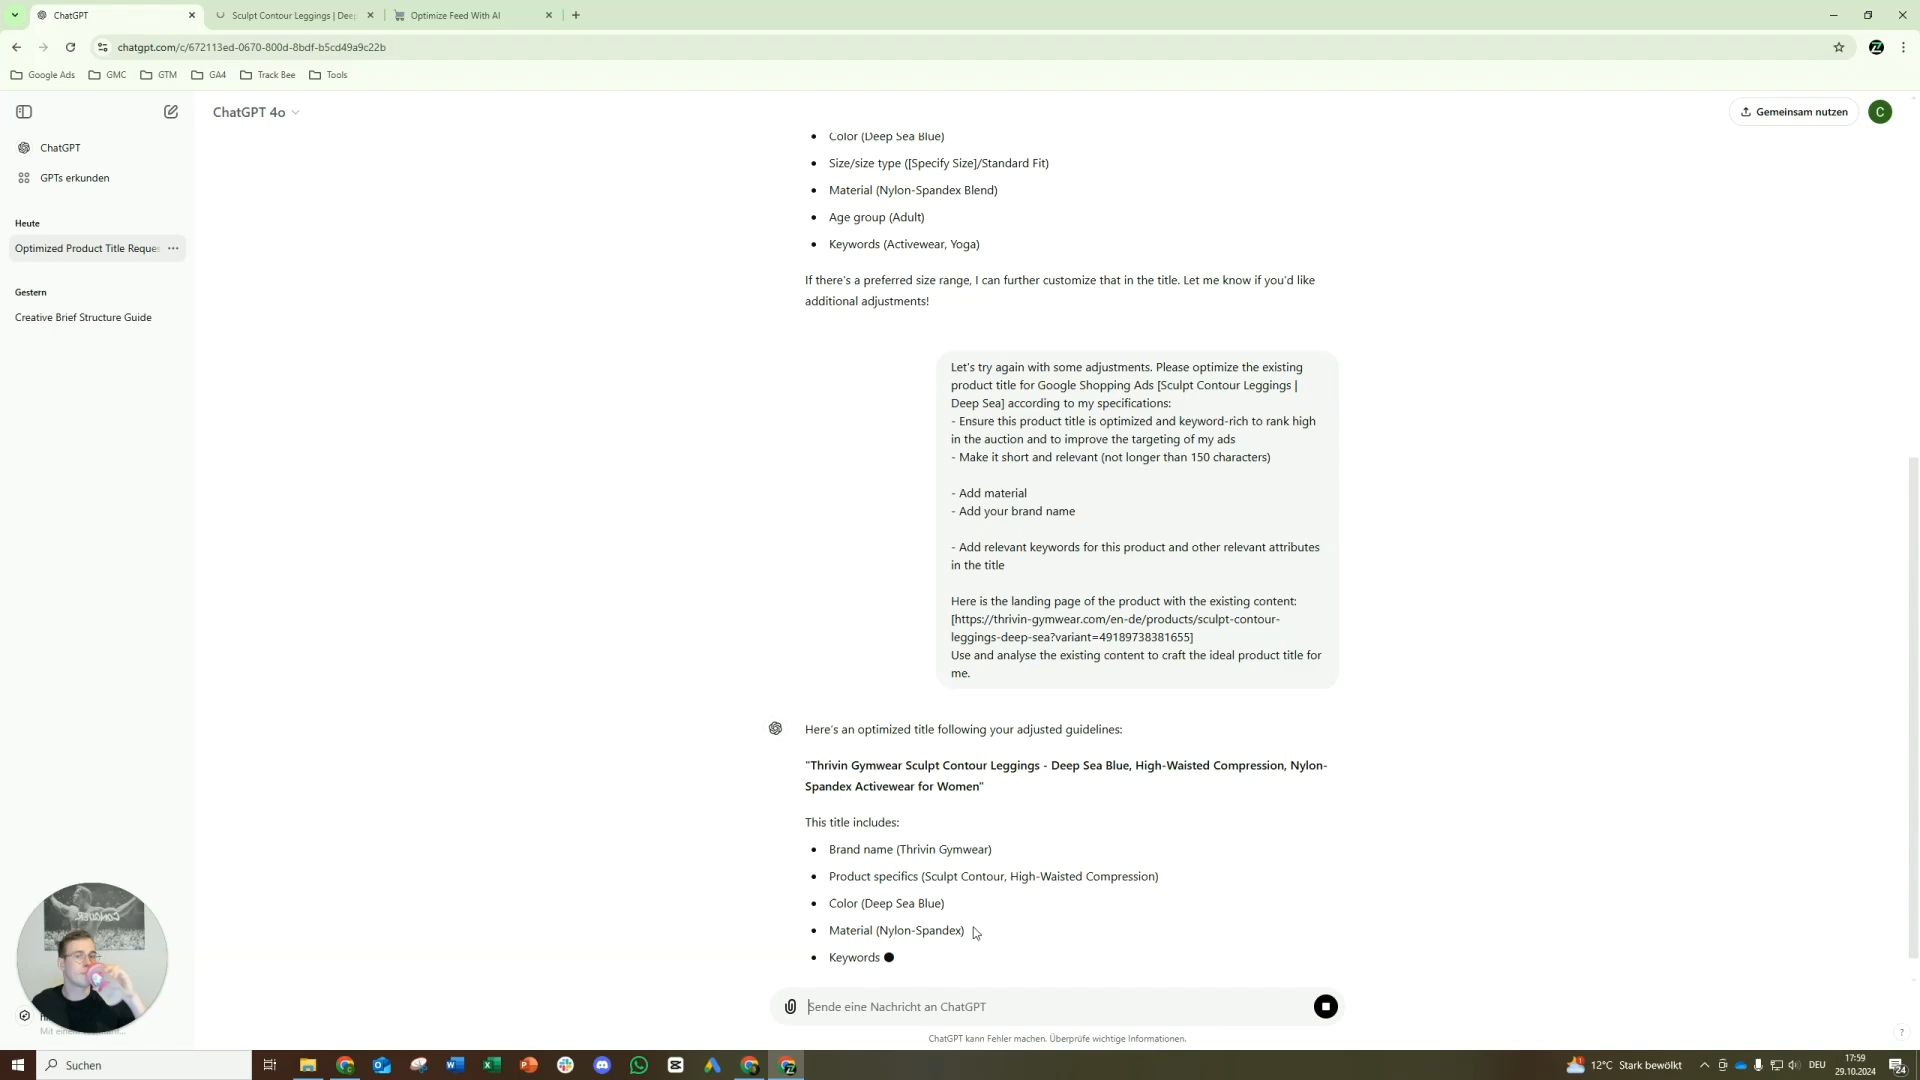 ChatGPT
Sculpt Contour Leggings | Deep
Optimize Feed With AI
chatgpt.com/c/672113ed-0670-800d-8bdf-b5cd49a9c22b
Google Ads
GMC
GTM
GA4
Track Bee
Tools
ChatGPT 4o
Gemeinsam nutzen
C
ChatGPT
GPTs erkunden
Heute
Optimized Product Title Reques
Gestern
Creative Brief Structure Guide
Color (Deep Sea Blue)
Size/size type ([Specify Size]/Standard Fit)
Material (Nylon-Spandex Blend)
Age group (Adult)
Keywords (Activewear, Yoga)
If there's a preferred size range, I can further customize that in the title. Let me know if you'd like
additional adjustments!
Let's try again with some adjustments. Please optimize the existing
product title for Google Shopping Ads [Sculpt Contour Leggings |
Deep Sea] according to my specifications:
- Ensure this product title is optimized and keyword-rich to rank high
in the auction and to improve the targeting of my ads
- Make it short and relevant (not longer than 150 characters)
- Add material
- Add your brand name
- Add relevant keywords for this product and other relevant attributes
in the title
Here is the landing page of the product with the existing content:
[https://thrivin-gymwear.com/en-de/products/sculpt-contour-
leggings-deep-sea?variant=49189738381655]
Use and analyse the existing content to craft the ideal product title for
me.
Here's an optimized title following your adjusted guidelines:
"Thrivin Gymwear Sculpt Contour Leggings - Deep Sea Blue, High-Waisted Compression, Nylon-
Spandex Activewear for Women"
This title includes:
Brand name (Thrivin Gymwear)
Product specifics (Sculpt Contour, High-Waisted Compression)
Color (Deep Sea Blue)
Material (Nylon-Spandex)
Keywords
CONQUER
Sende eine Nachricht an ChatGPT
ChatGPT kann Fehler machen. Überprüfe wichtige Informationen.
?
Suchen
12°C Stark bewölkt
DEU
17:59
29.10.2024
24